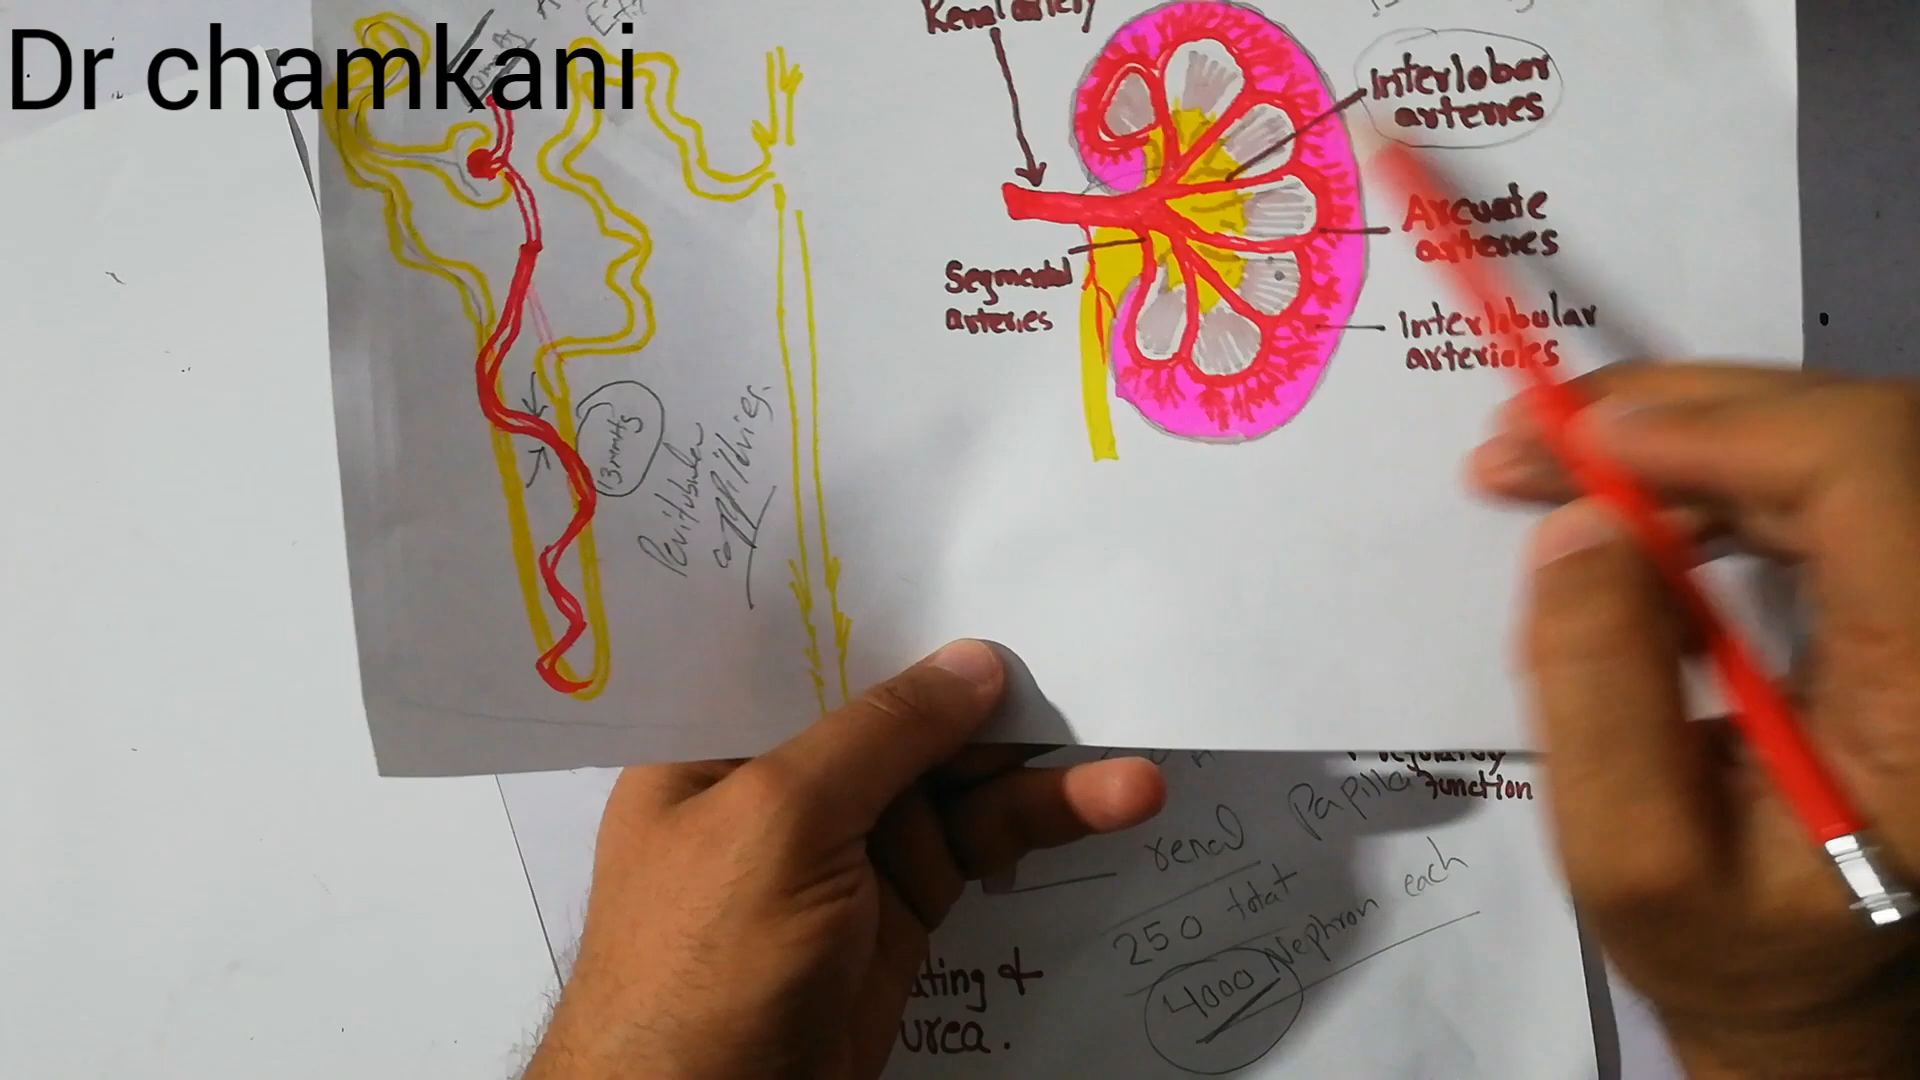 Dr chamkani
Renal artery
Interlobar
arteries
Arcuate
arteries
Segmental
arteries
Interlobular
arterioles
13mmHg
Peritubular
capillaries.
function
renal Papilla
250 total
4000 Nephron each
ating &
urea.